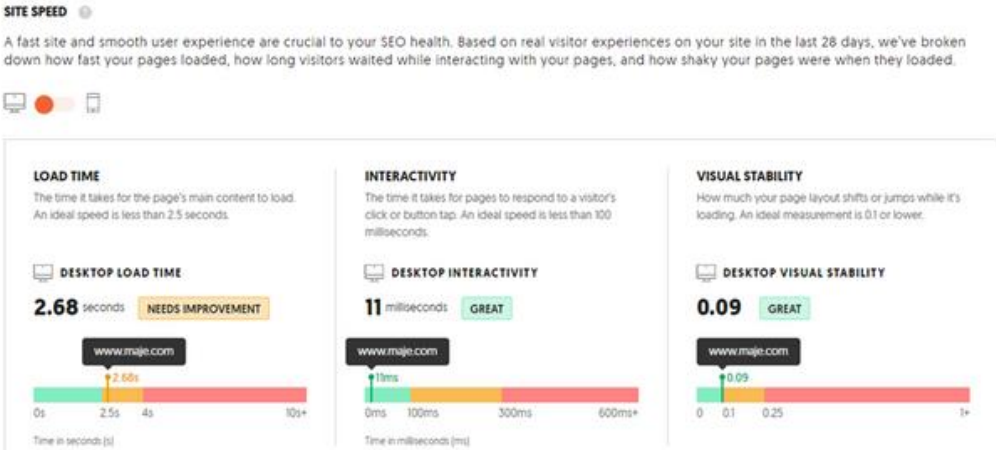 SITE SPEED
A fast site and smooth user experience are crucial to your SEO health. Based on real visitor experiences on your site in the last 28 days, we've broken
down how fast your pages loaded, how long visitors waited while interacting with your pages, and how shaky your pages were when they loaded.
LOAD TIME
The time it takes for the page's main content to load.
An ideal speed is less than 2.5 seconds.
DESKTOP LOAD TIME
2.68 seconds NEEDS IMPROVEMENT
www.maje.com
2.68s
0s 2.5s 4s 10s+
Time in seconds (s)
INTERACTIVITY
The time it takes for pages to respond to a visitor's
click or button tap. An ideal speed is less than 100
milliseconds.
DESKTOP INTERACTIVITY
11 milliseconds GREAT
www.maje.com
11ms
0ms 100ms 300ms 600ms+
Time in milliseconds (ms)
VISUAL STABILITY
How much your page layout shifts or jumps while it's
loading. An ideal measurement is 0.1 or lower.
DESKTOP VISUAL STABILITY
0.09 GREAT
www.maje.com
0.09
0 0.1 0.25 1+